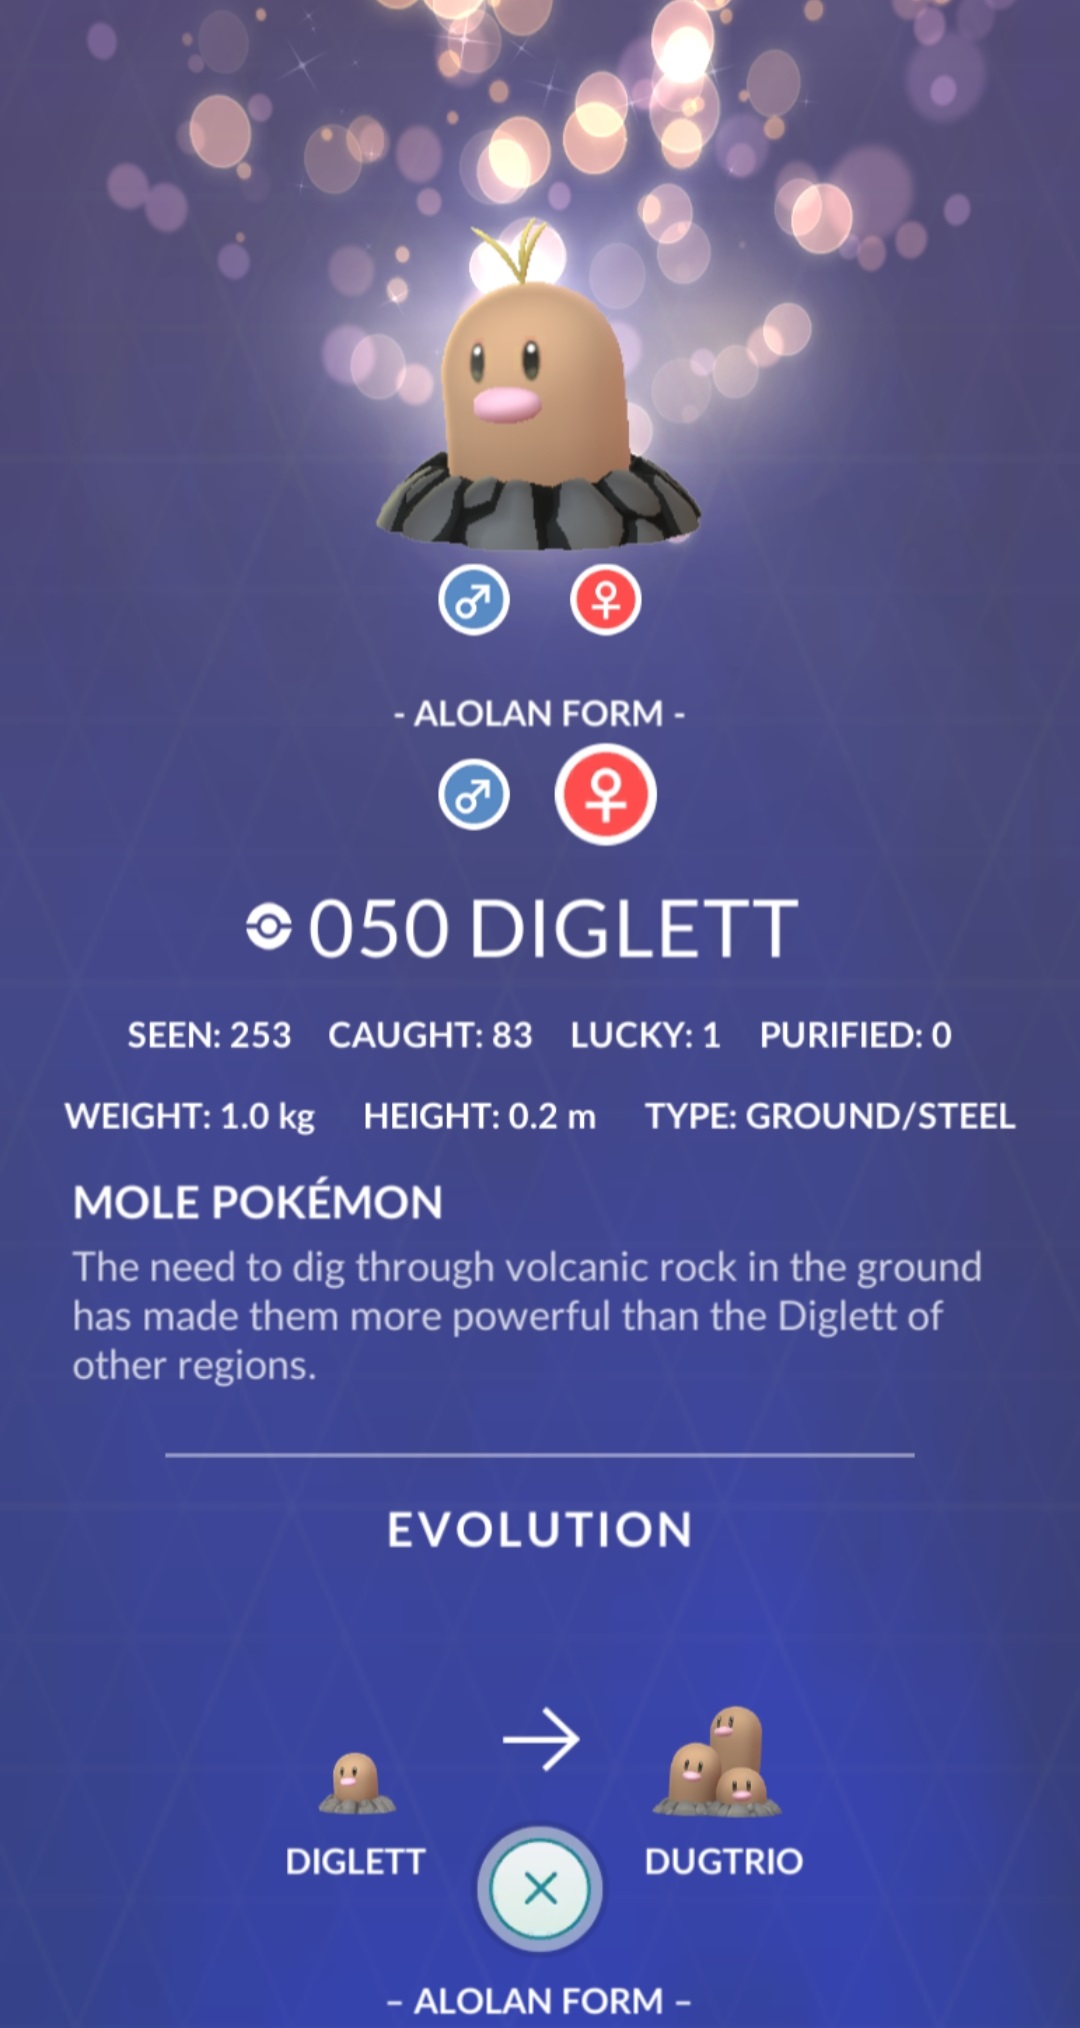 - ALOLAN FORM -
050 DIGLETT
SEEN: 253 CAUGHT: 83 LUCKY: 1 PURIFIED: 0
WEIGHT: 1.0 kg HEIGHT: 0.2 m TYPE: GROUND/STEEL
MOLE POKÉMON
The need to dig through volcanic rock in the ground
has made them more powerful than the Diglett of
other regions.
EVOLUTION
DIGLETT DUGTRIO
– ALOLAN FORM –